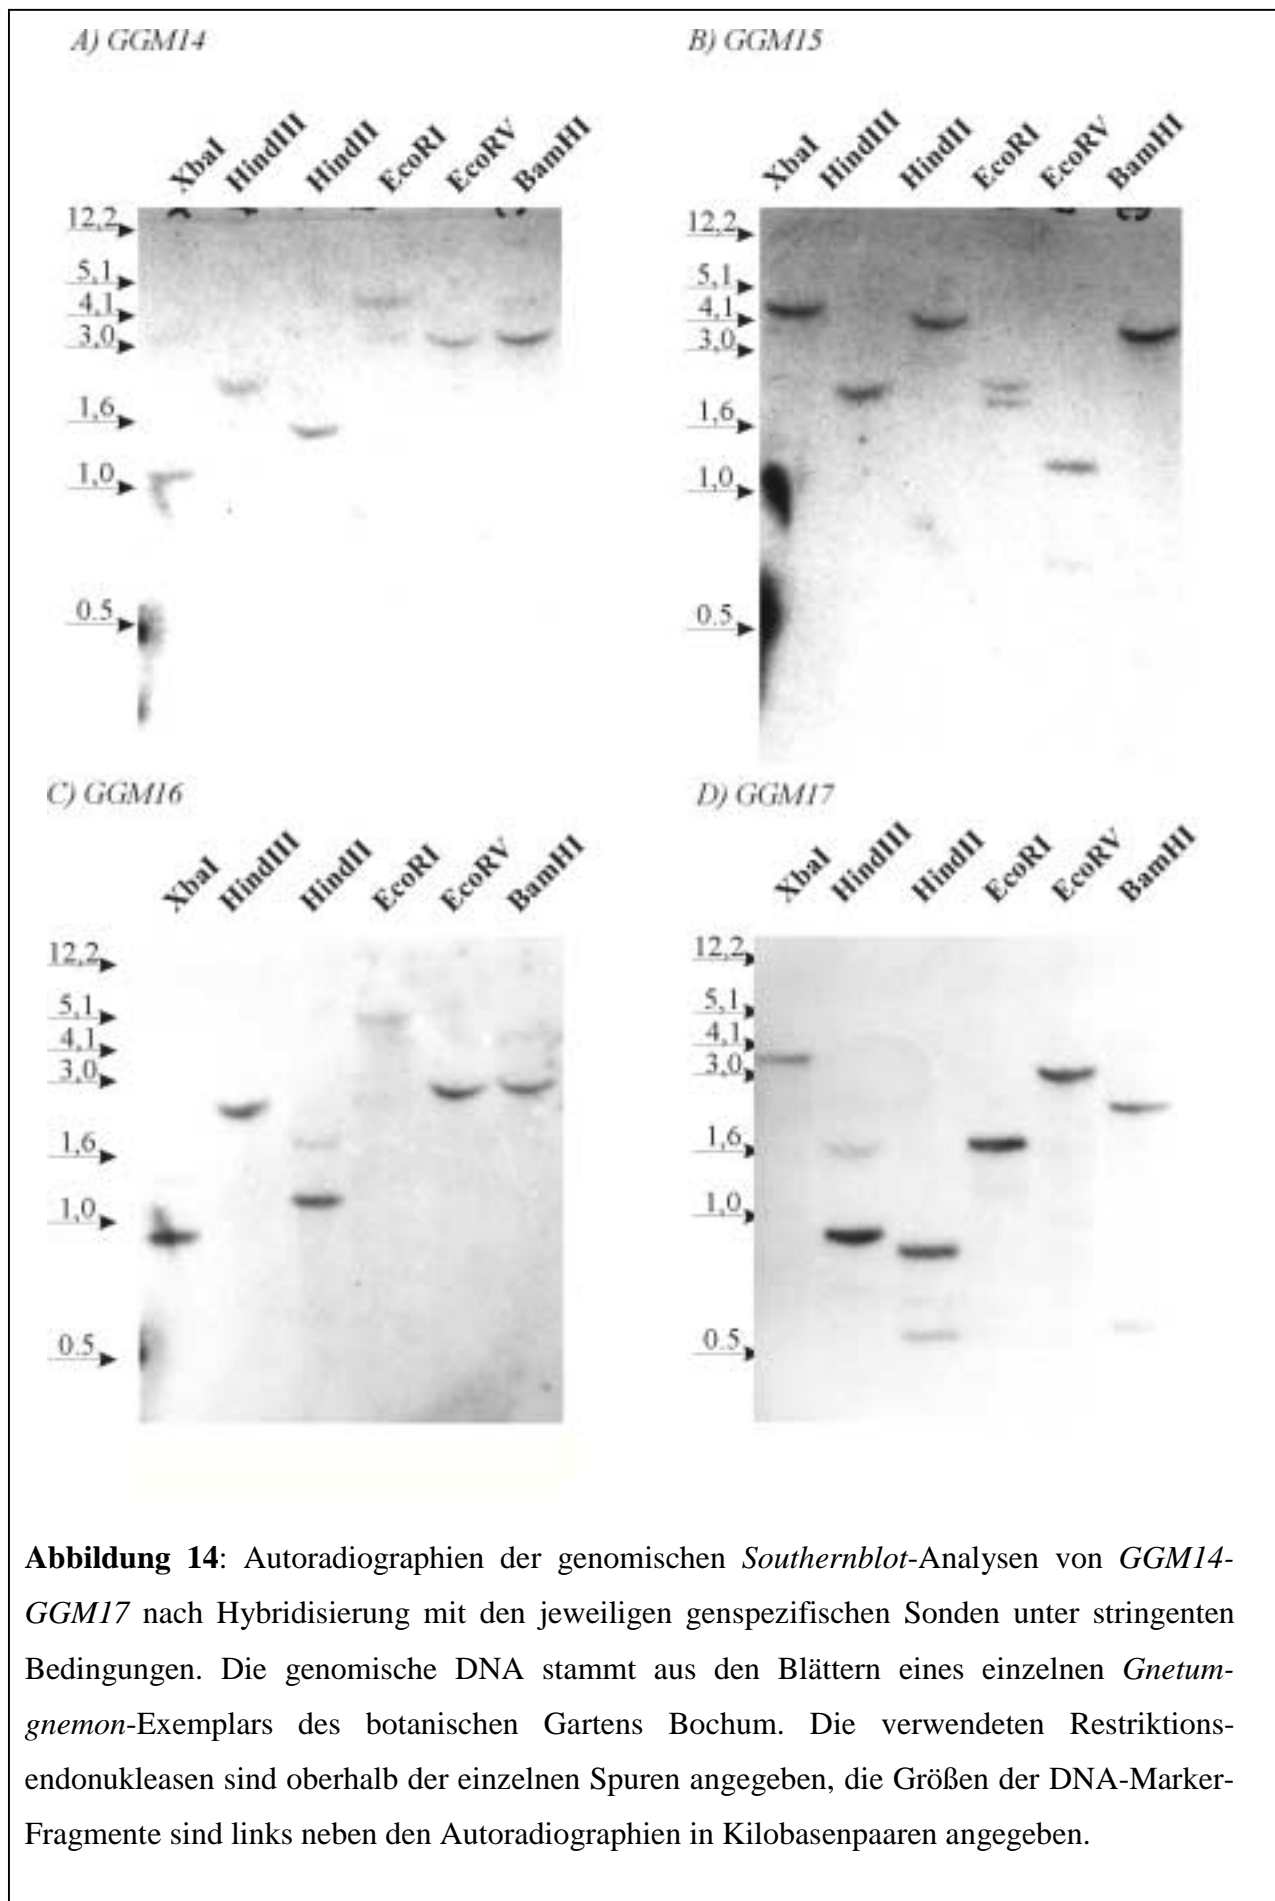 A) GGM14
XbaI HindIII HindII EcoRI EcoRV BamHI
12,2
5,1
4,1
3,0
1,6
1,0
0.5
B) GGM15
XbaI HindIII HindII EcoRI EcoRV BamHI
12,2
5,1
4,1
3,0
1,6
1,0
0.5
C) GGM16
XbaI HindIII HindII EcoRI EcoRV BamHI
12,2
5,1
4,1
3,0
1,6
1,0
0.5
D) GGM17
XbaI HindIII HindII EcoRI EcoRV BamHI
12,2
5,1
4,1
3,0
1,6
1,0
0.5
Abbildung 14: Autoradiographien der genomischen Southernblot-Analysen von GGM14-
GGM17 nach Hybridisierung mit den jeweiligen genspezifischen Sonden unter stringenten
Bedingungen. Die genomische DNA stammt aus den Blättern eines einzelnen Gnetum-
gnemon-Exemplars des botanischen Gartens Bochum. Die verwendeten Restriktions-
endonukleasen sind oberhalb der einzelnen Spuren angegeben, die Größen der DNA-Marker-
Fragmente sind links neben den Autoradiographien in Kilobasenpaaren angegeben.